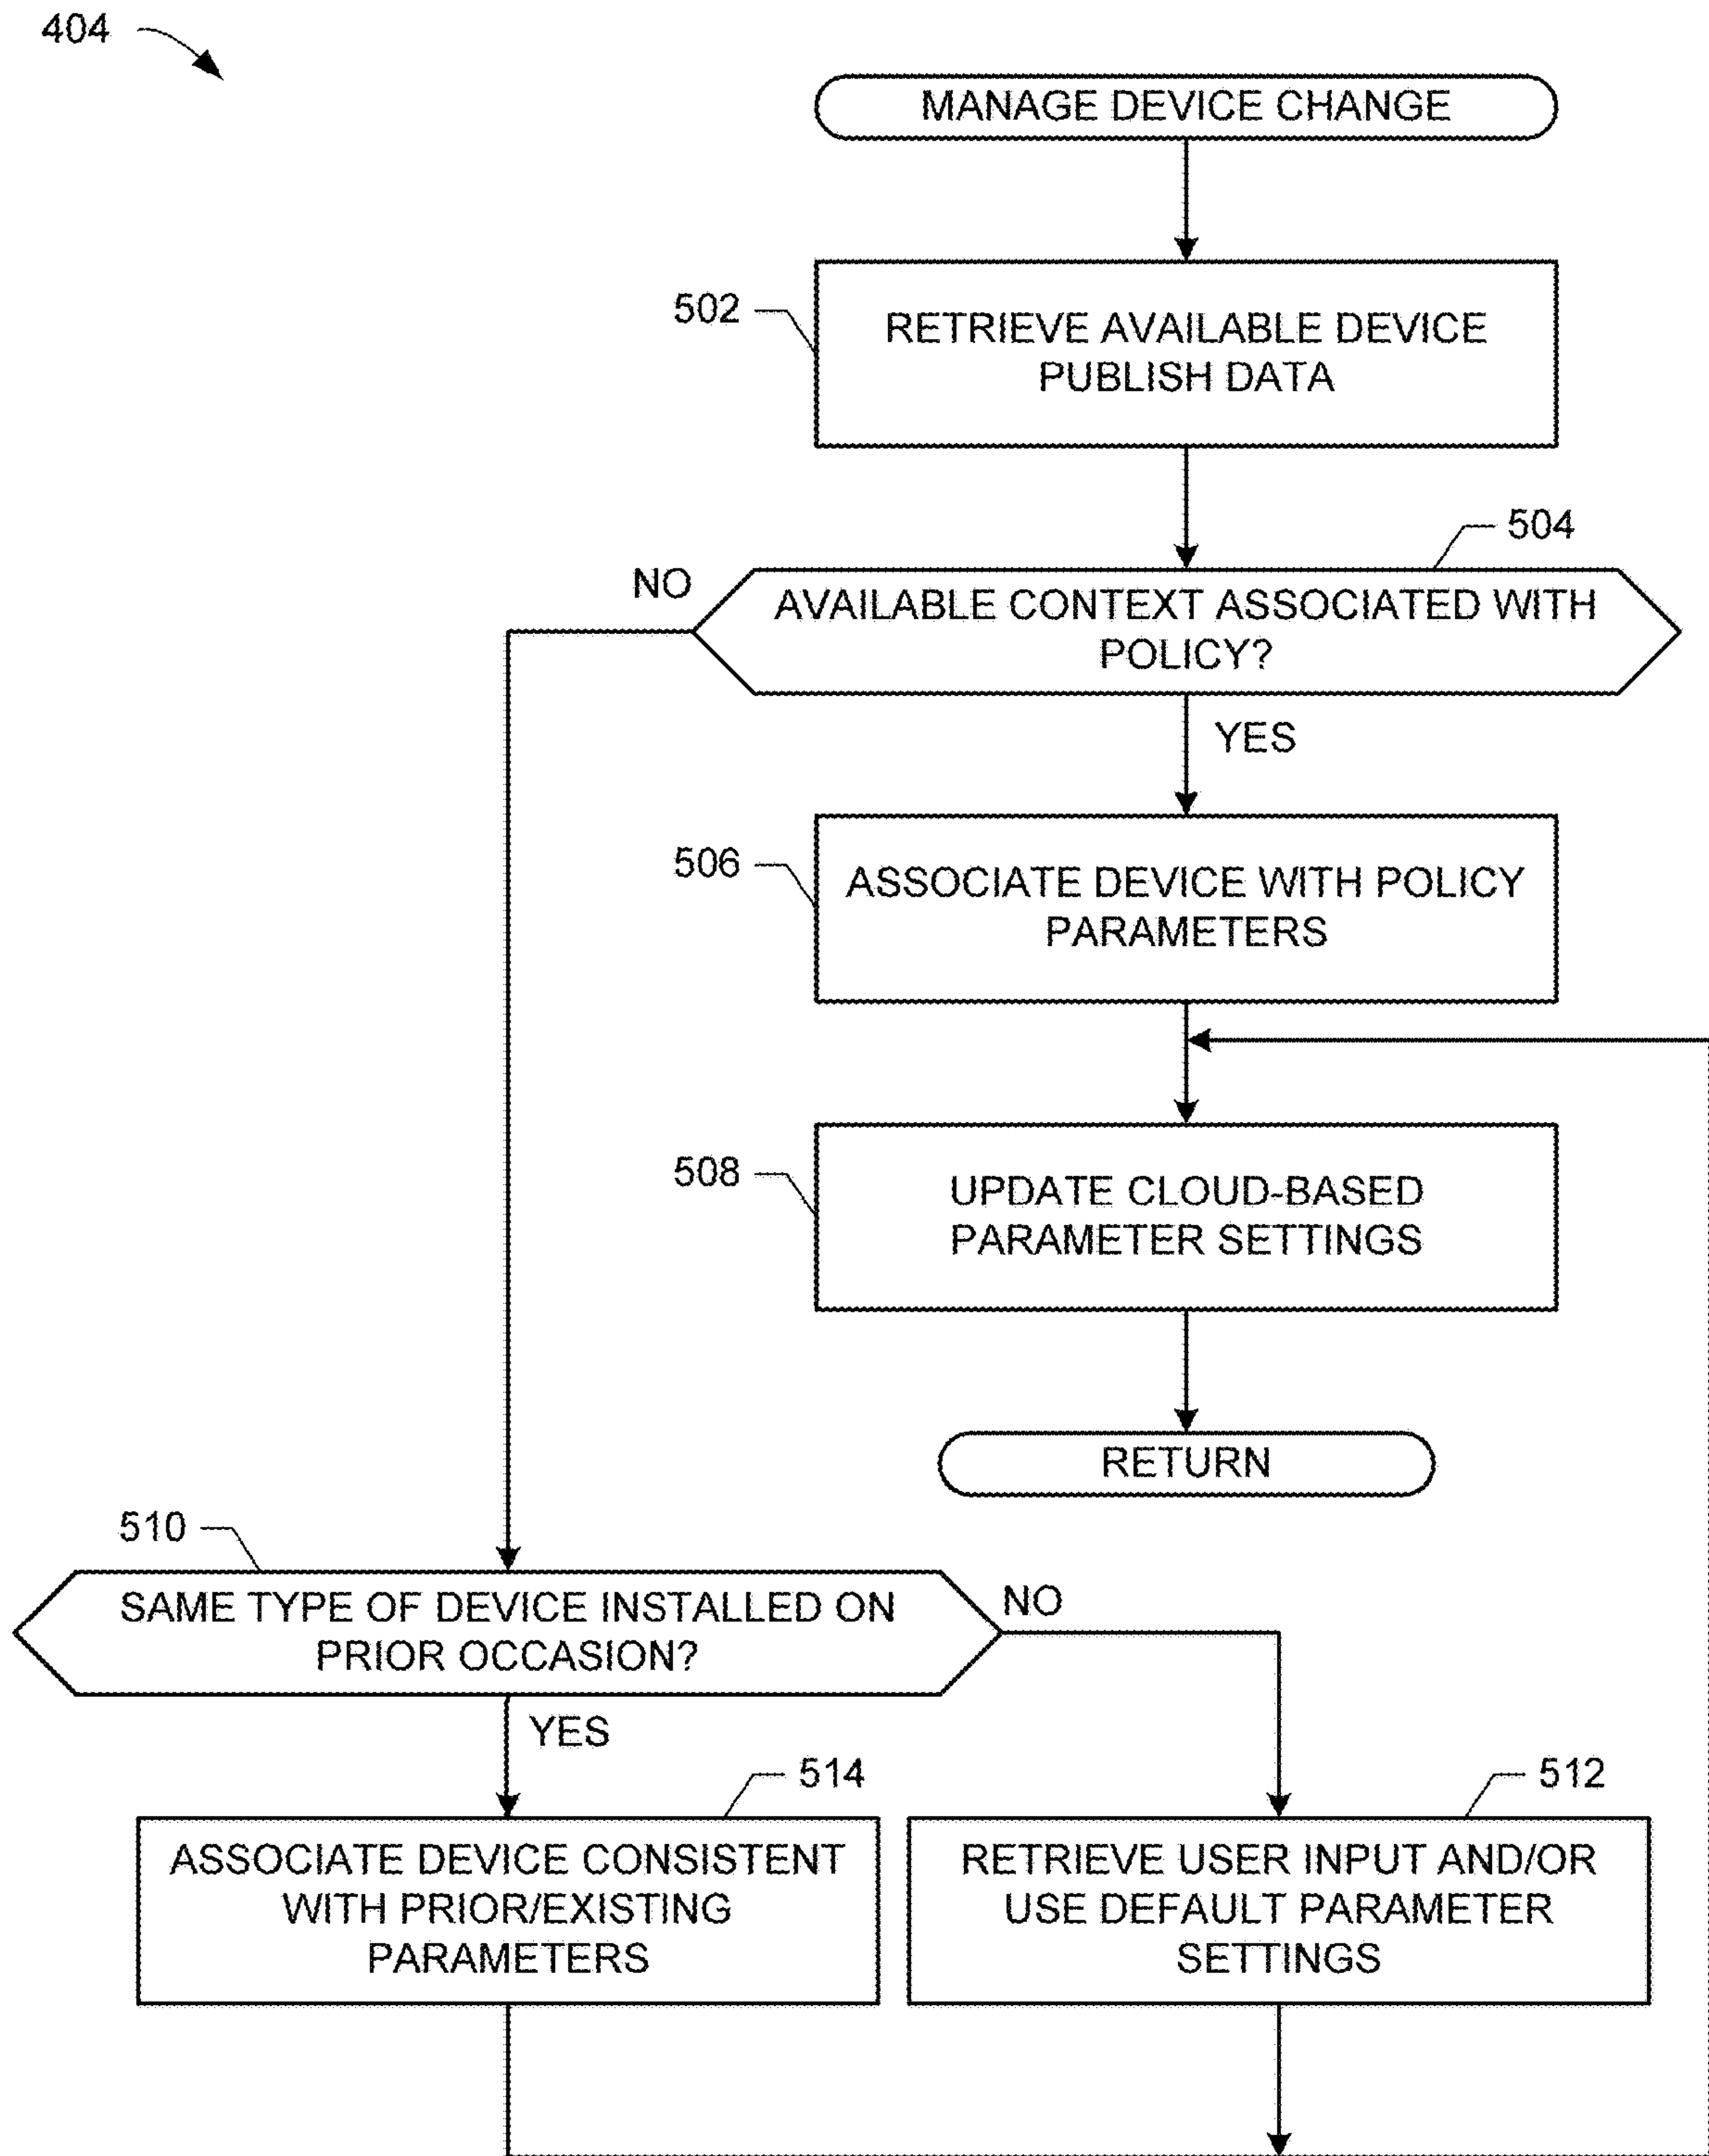 404
MANAGE DEVICE CHANGE
502
RETRIEVE AVAILABLE DEVICE
PUBLISH DATA
504
NO
AVAILABLE CONTEXT ASSOCIATED WITH
POLICY?
YES
506
ASSOCIATE DEVICE WITH POLICY
PARAMETERS
508
UPDATE CLOUD-BASED
PARAMETER SETTINGS
RETURN
510
SAME TYPE OF DEVICE INSTALLED ON
PRIOR OCCASION?
NO
YES
514
ASSOCIATE DEVICE CONSISTENT
WITH PRIOR/EXISTING
PARAMETERS
512
RETRIEVE USER INPUT AND/OR
USE DEFAULT PARAMETER
SETTINGS